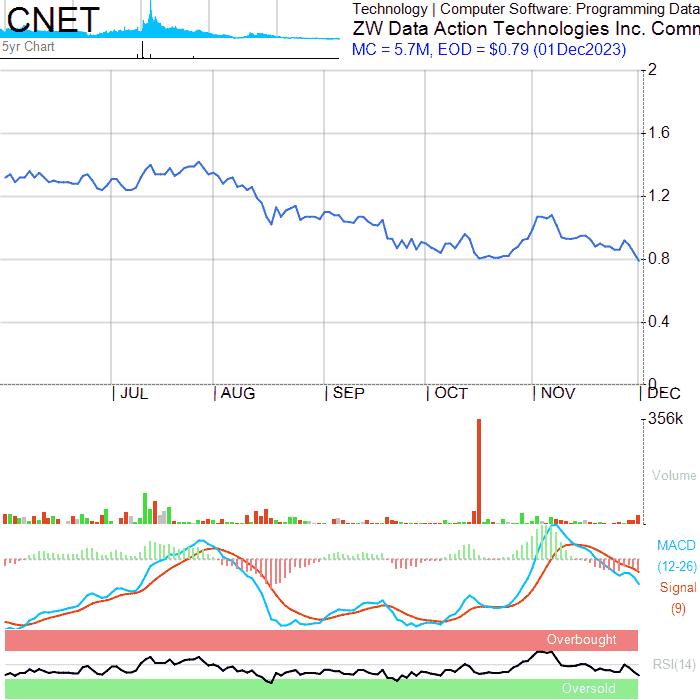 CNET
5yr Chart
Technology | Computer Software: Programming Data
ZW Data Action Technologies Inc. Comm
MC = 5.7M, EOD = $0.79 (01Dec2023)
2
1.6
1.2
0.8
0.4
0
| JUL | AUG | SEP | OCT | NOV | DEC
356k
Volume
MACD
(12-26)
Signal
(9)
Overbought
RSI(14)
Oversold